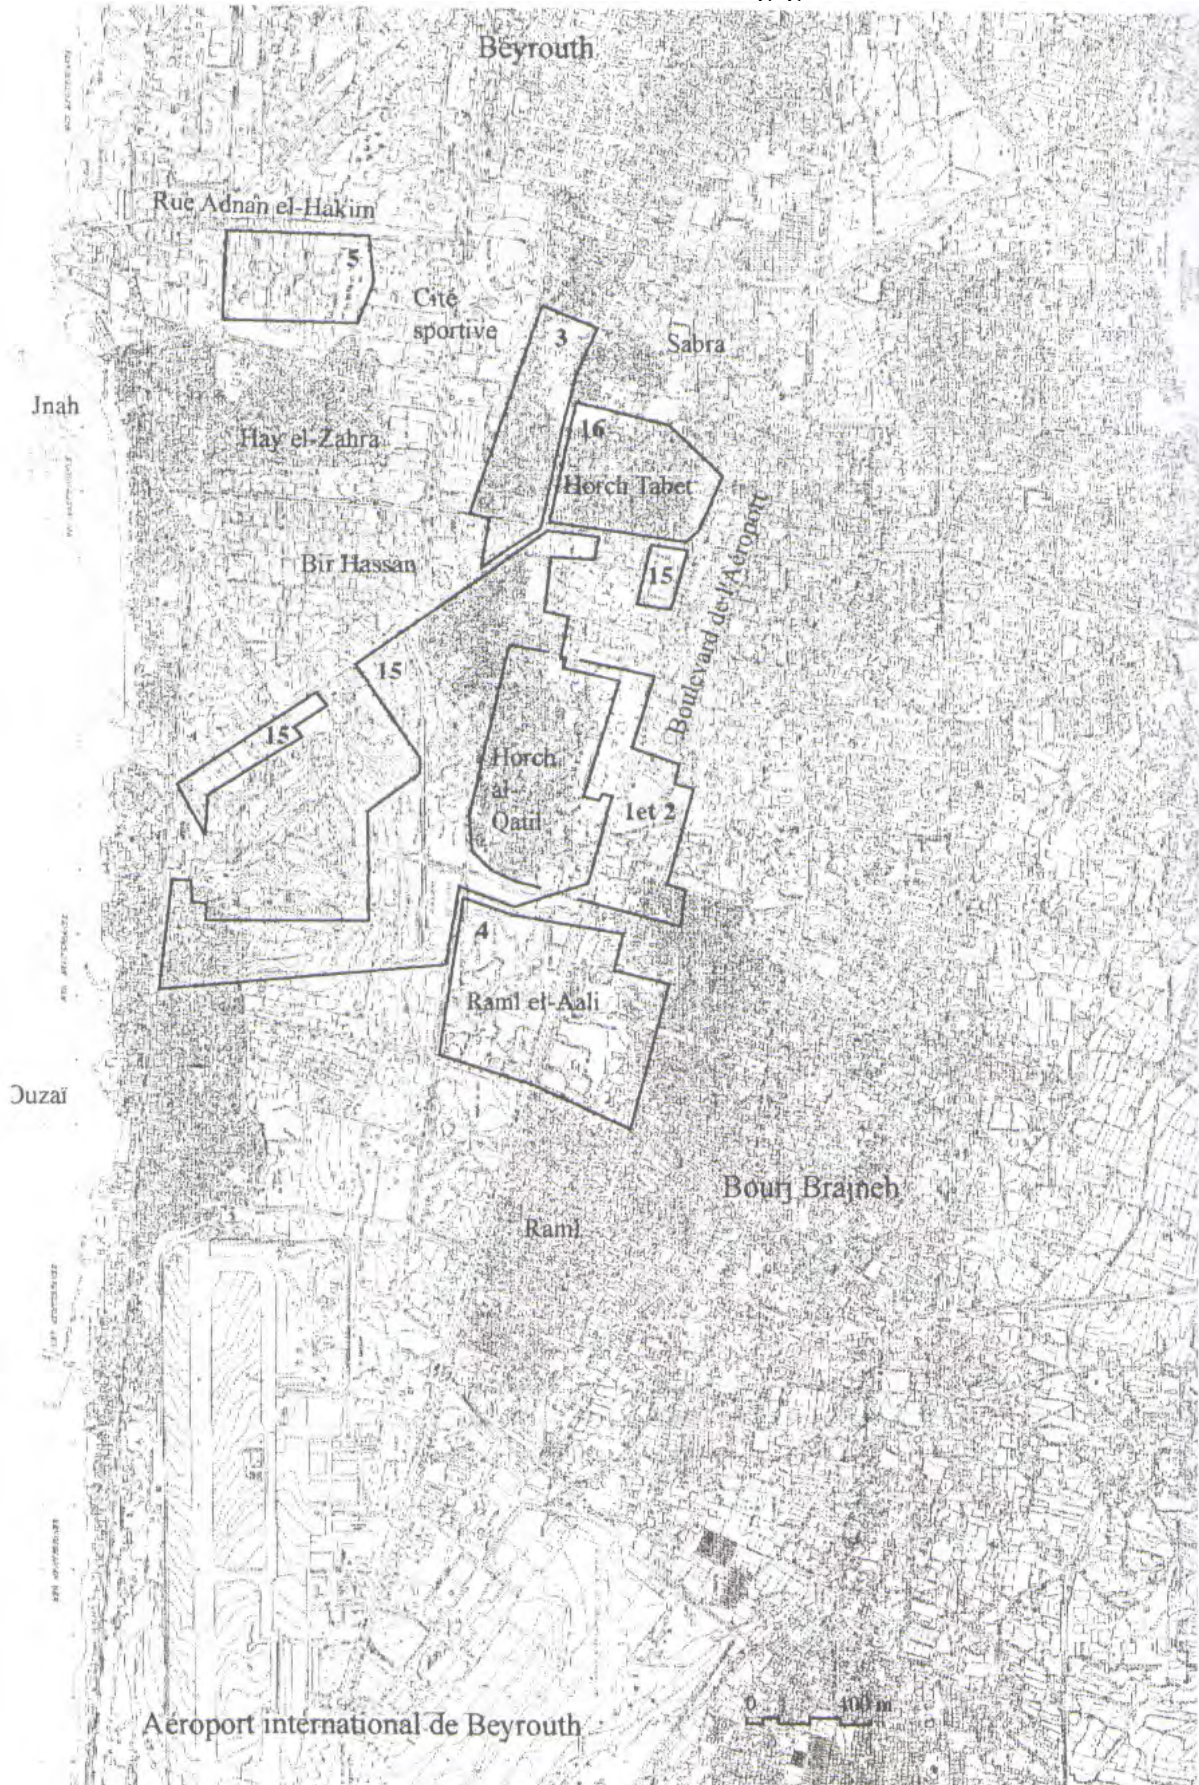 Beyrouth
Rue Adnan el-Hakim
5
Cité
sportive
3
Sabra
Jnah
Hay el-Zahra
16
Horch Tabet
Bir Hassan
15
Boulevard de l'Aéroport
15
15
Horch
al
Qatil
1et 2
4
Raml el-Aali
Ouzaï
Bourj Brajneh
Raml
0 400 m
Aéroport international de Beyrouth